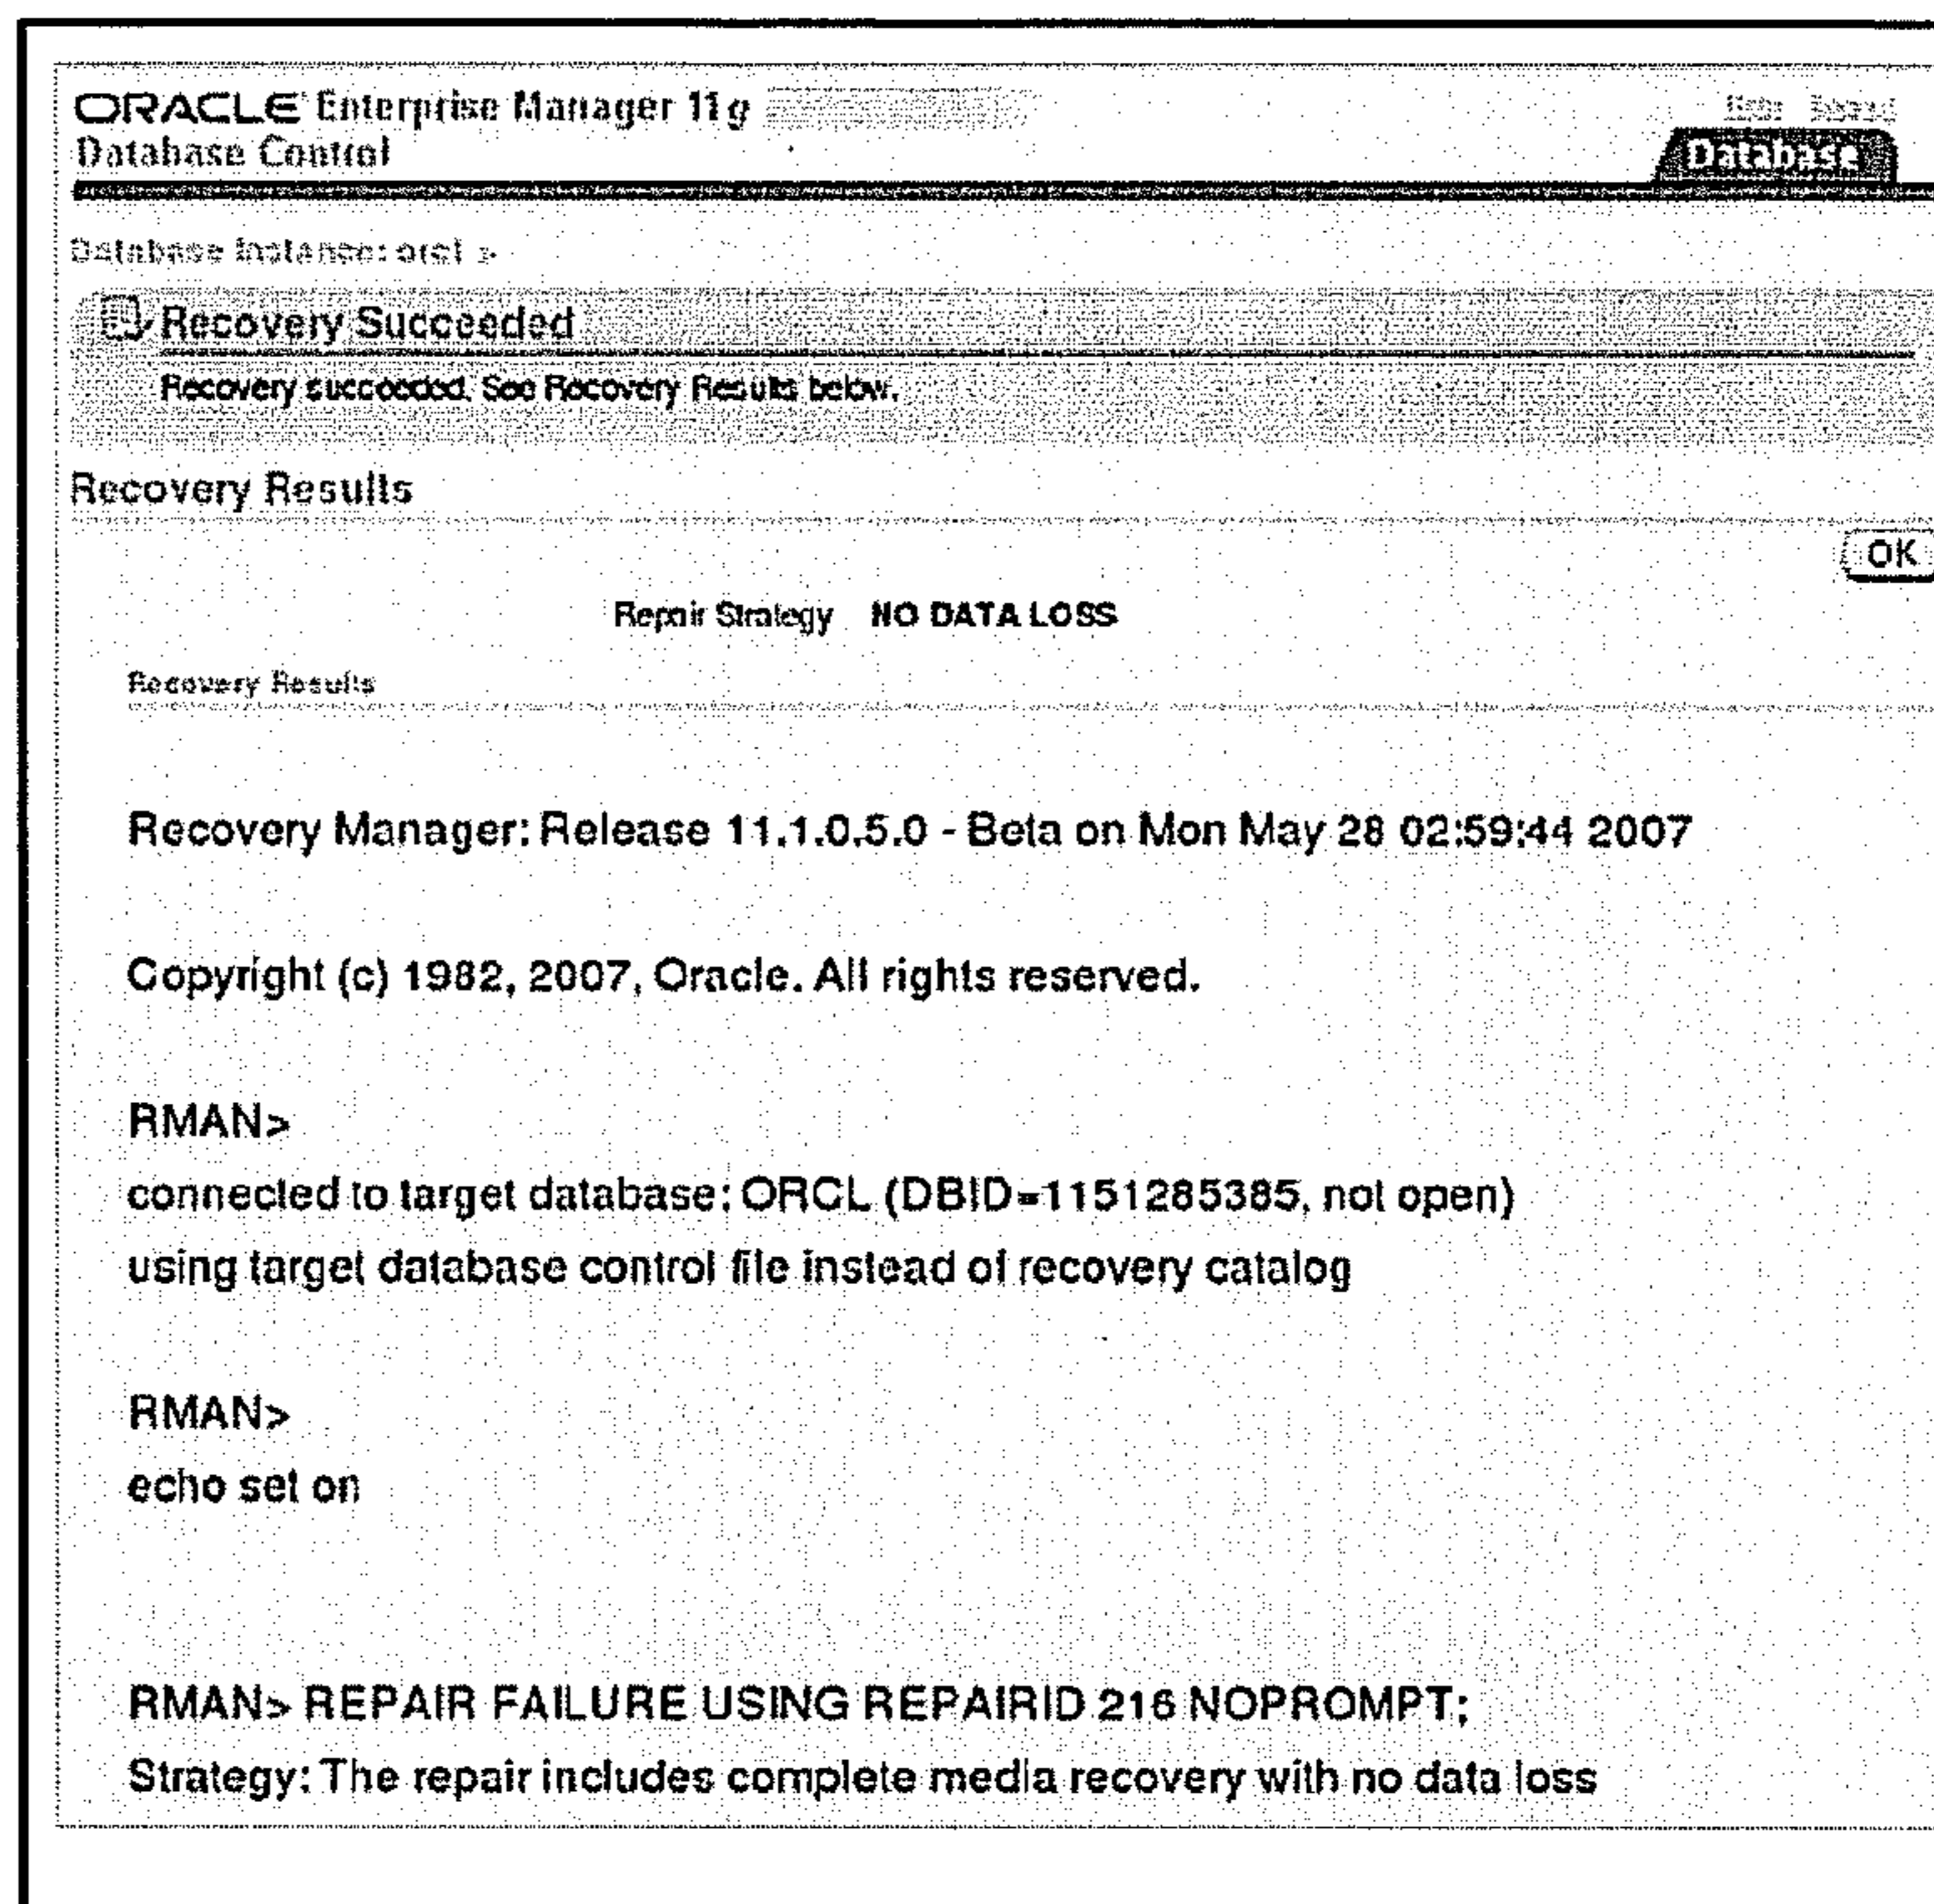 ORACLE Enterprise Manager 11g
Database Control
Help
Database
Database Instance: orcl >
Recovery Succeeded
Recovery succeeded. See Recovery Results below.
Recovery Results
OK
Repair Strategy NO DATA LOSS
Recovery Results
Recovery Manager: Release 11.1.0.5.0 - Beta on Mon May 28 02:59:44 2007
Copyright (c) 1982, 2007, Oracle. All rights reserved.
RMAN>
connected to target database: ORCL (DBID=1151285385, not open)
using target database control file instead of recovery catalog
RMAN>
echo set on
RMAN> REPAIR FAILURE USING REPAIRID 216 NOPROMPT;
Strategy: The repair includes complete media recovery with no data loss